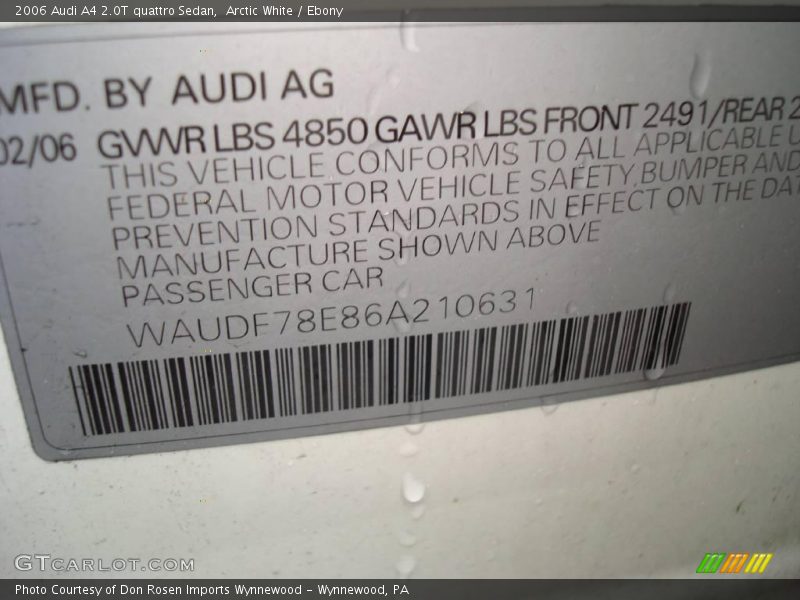 2006 Audi A4 2.0T quattro Sedan,  Arctic White / Ebony
MFD. BY AUDI AG
02/06 GVWR LBS 4850 GAWR LBS FRONT 2491/REAR 2
THIS VEHICLE CONFORMS TO ALL APPLICABLE U
FEDERAL MOTOR VEHICLE SAFETY BUMPER AND
PREVENTION STANDARDS IN EFFECT ON THE DAT
MANUFACTURE SHOWN ABOVE
PASSENGER CAR
WAUDF78E86A210631
GTCARLOT.COM
Photo Courtesy of Don Rosen Imports Wynnewood - Wynnewood, PA